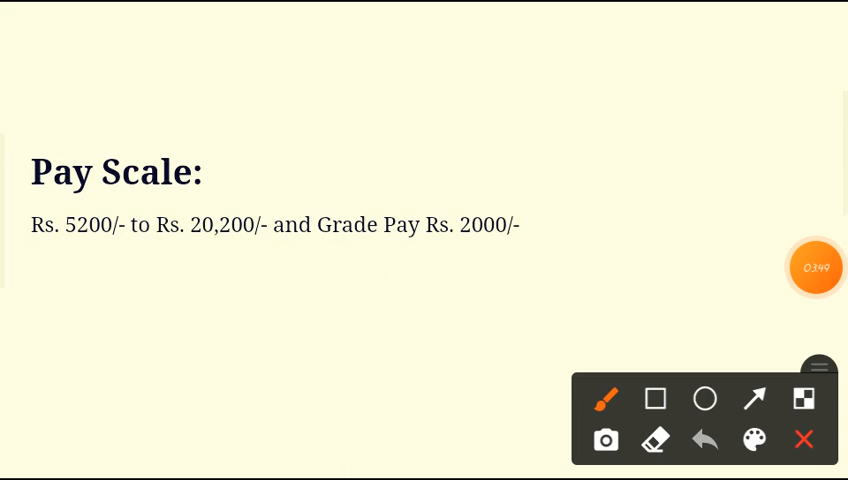 Pay Scale:
Rs. 5200/- to Rs. 20,200/- and Grade Pay Rs. 2000/-
03:49